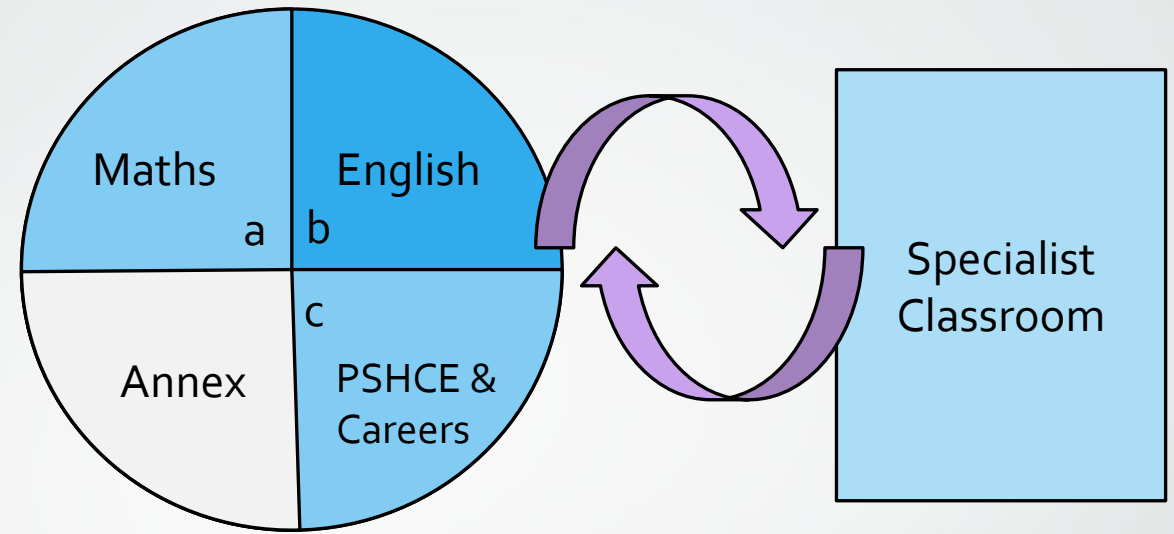 Maths
English
a
b
Specialist
Classroom
c
Annex
PSHCE &
Careers